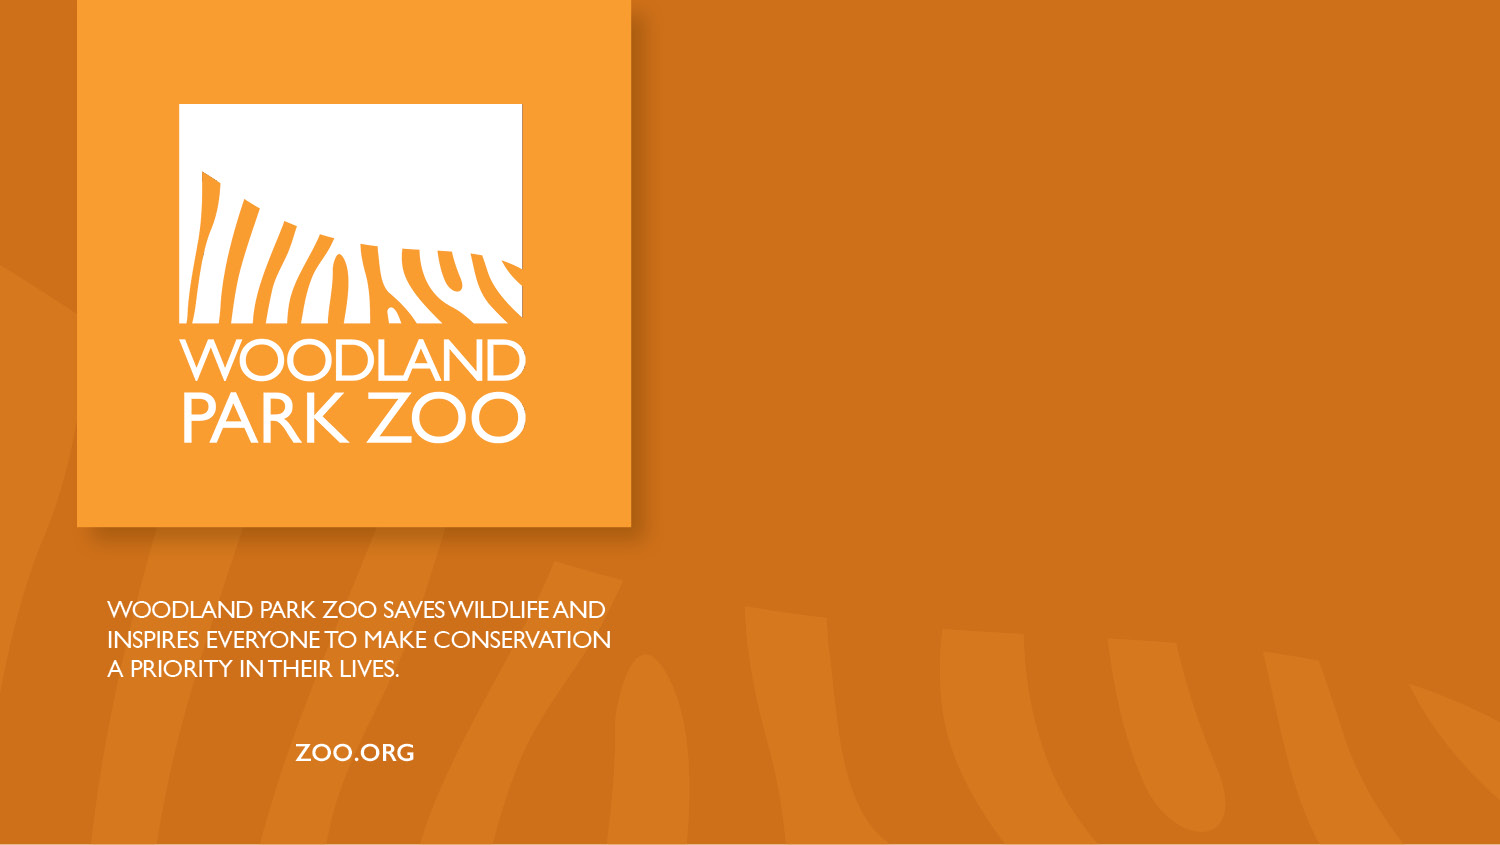 WOODLAND
PARK ZOO
WOODLAND PARK ZOO SAVES WILDLIFE AND
INSPIRES EVERYONE TO MAKE CONSERVATION
A PRIORITY IN THEIR LIVES.
ZOO.ORG